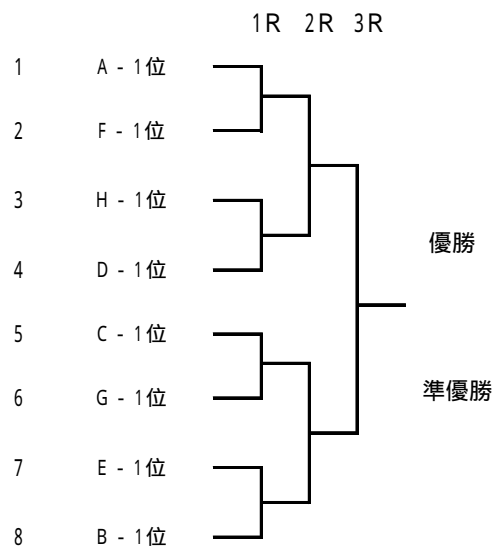 1R 2R 3R
1 A - 1位
2 F - 1位
3 H - 1位
4 D - 1位
優勝
5 C - 1位
6 G - 1位
準優勝
7 E - 1位
8 B - 1位